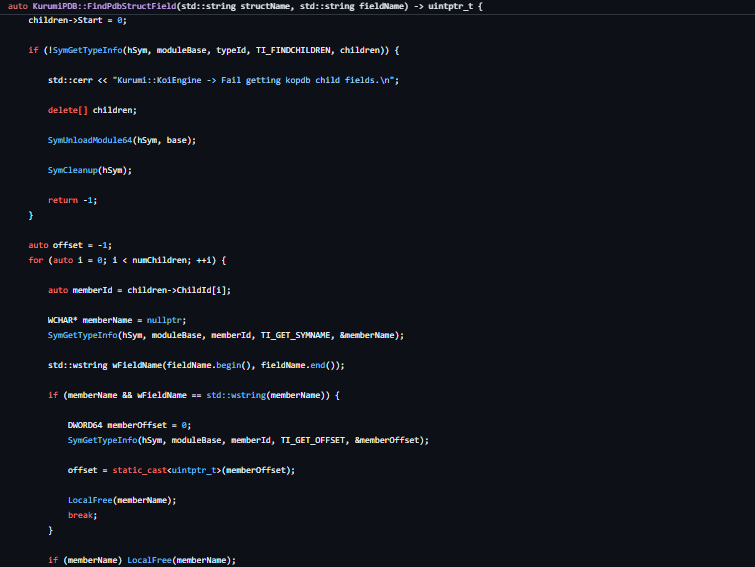 auto KurumiPDB::FindPdbStructField(std::string structName, std::string fieldName) -> uintptr_t {
children->Start = 0;
if (!SymGetTypeInfo(hSym, moduleBase, typeId, TI_FINDCHILDREN, children)) {
std::cerr << "Kurumi::KoiEngine -> Fail getting kopdb child fields.\n";
delete[] children;
SymUnloadModule64(hSym, base);
SymCleanup(hSym);
return -1;
}
auto offset = -1;
for (auto i = 0; i < numChildren; ++i) {
auto memberId = children->ChildId[i];
WCHAR* memberName = nullptr;
SymGetTypeInfo(hSym, moduleBase, memberId, TI_GET_SYMNAME, &memberName);
std::wstring wFieldName(fieldName.begin(), fieldName.end());
if (memberName && wFieldName == std::wstring(memberName)) {
DWORD64 memberOffset = 0;
SymGetTypeInfo(hSym, moduleBase, memberId, TI_GET_OFFSET, &memberOffset);
offset = static_cast<uintptr_t>(memberOffset);
LocalFree(memberName);
break;
}
if (memberName) LocalFree(memberName);